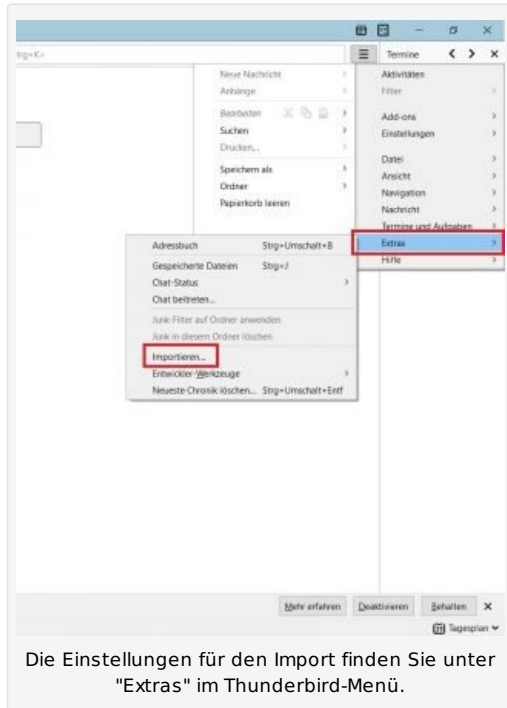 Strg+K>
Termine
Neue Nachricht
Anhänge
Bearbeiten
Suchen
Drucken...
Speichern als
Ordner
Papierkorb leeren
Aktivitäten
Filter
Add-ons
Einstellungen
Datei
Ansicht
Navigation
Nachricht
Termine und Aufgaben
Extras
Hilfe
Adressbuch Strg+Umschalt+B
Gespeicherte Dateien Strg+J
Chat-Status
Chat beitreten...
Junk-Filter auf Ordner anwenden
Junk in diesem Ordner löschen
Importieren...
Entwickler-Werkzeuge
Neueste Chronik löschen... Strg+Umschalt+Entf
Mehr erfahren Deaktivieren Behalten
Tagesplan
Die Einstellungen für den Import finden Sie unter
"Extras" im Thunderbird-Menü.